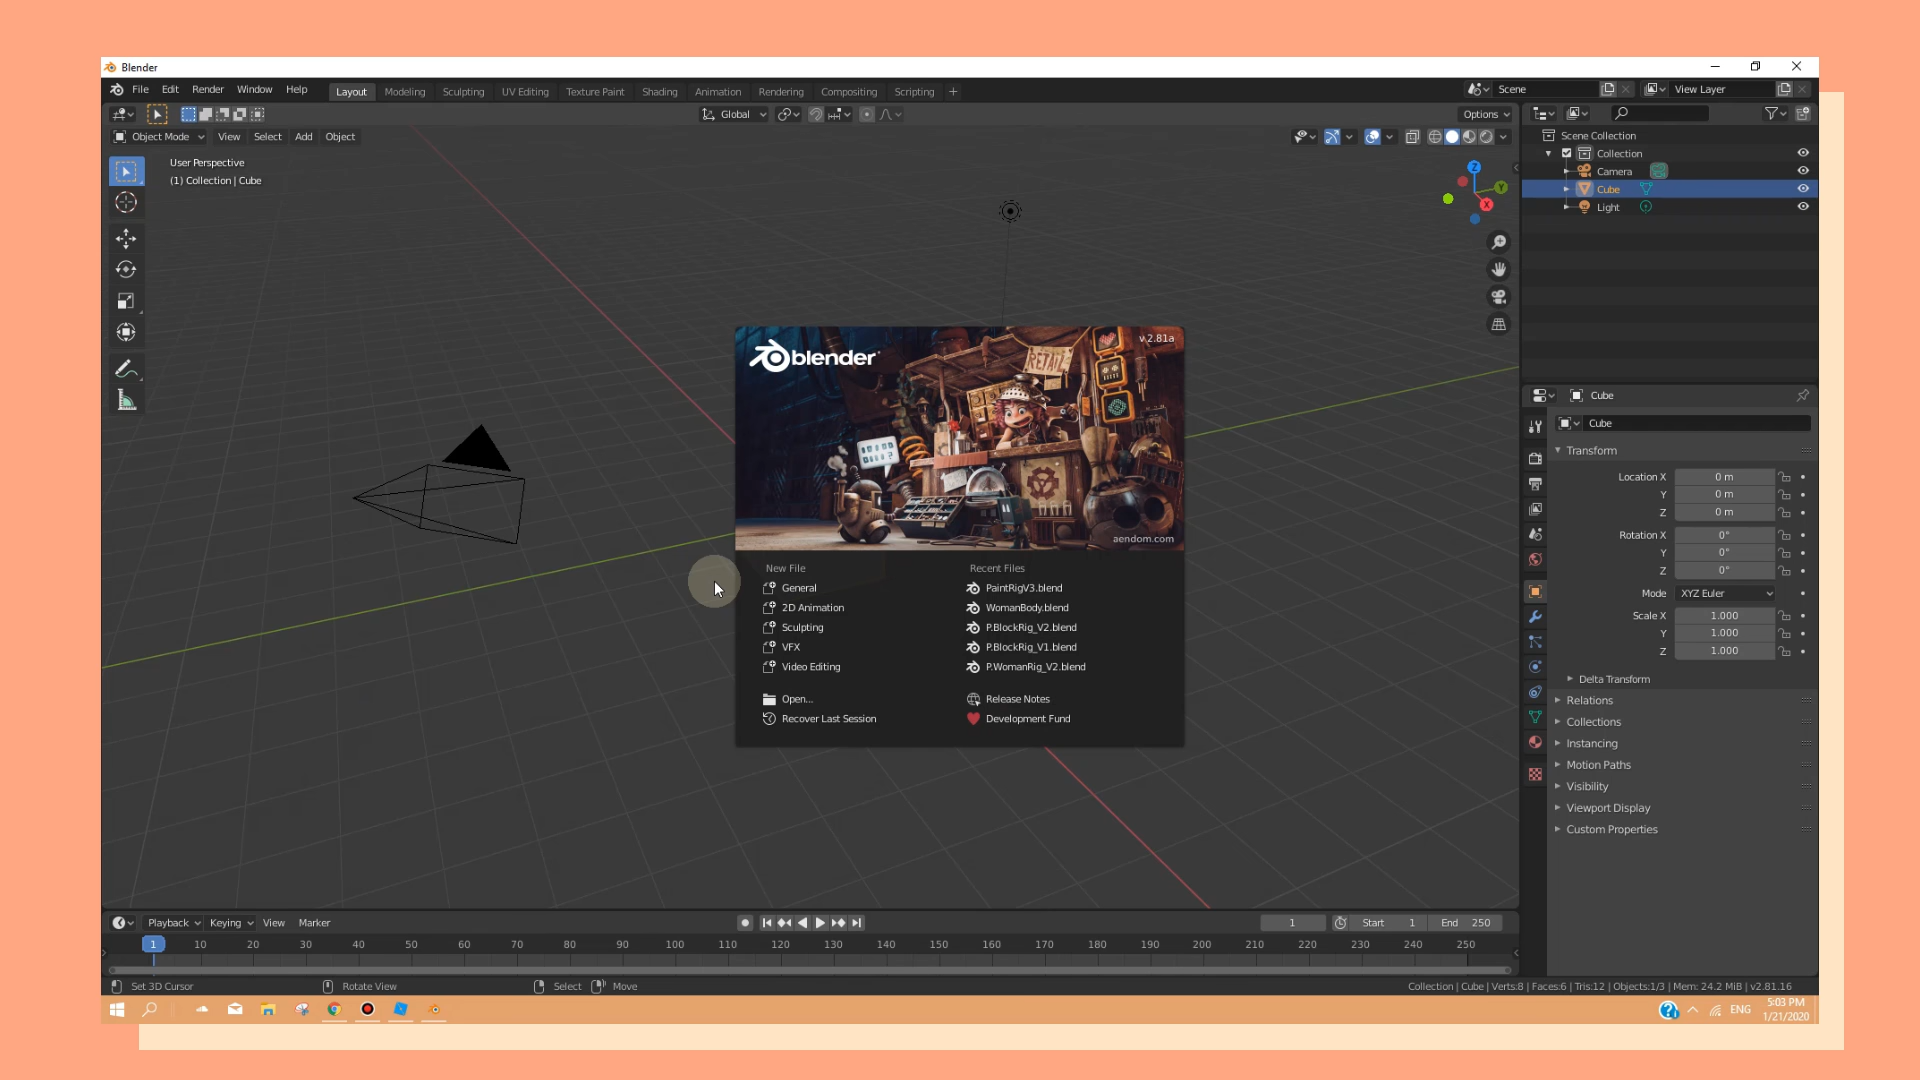 Blender
File Edit Render Window Help Layout Modeling Sculpting UV Editing Texture Paint Shading Animation Rendering Compositing Scripting + Scene View Layer
Global Options
Object Mode View Select Add Object
User Perspective
(1) Collection | Cube
Z
Y
X
Scene Collection
Collection
Camera
Cube
Light
blender
v 2.81a
RETAIL
aendom.com
New File
General
2D Animation
Sculpting
VFX
Video Editing
Open...
Recover Last Session
Recent Files
PaintRigV3.blend
WomanBody.blend
P.BlockRig_V2.blend
P.BlockRig_V1.blend
P.WomanRig_V2.blend
Release Notes
Development Fund
Cube
Cube
Transform
Location X 0 m
Y 0 m
Z 0 m
Rotation X 0°
Y 0°
Z 0°
Mode XYZ Euler
Scale X 1.000
Y 1.000
Z 1.000
Delta Transform
Relations
Collections
Instancing
Motion Paths
Visibility
Viewport Display
Custom Properties
Playback Keying View Marker 1 Start 1 End 250
1 10 20 30 40 50 60 70 80 90 100 110 120 130 140 150 160 170 180 190 200 210 220 230 240 250
Set 3D Cursor Rotate View Select Move Collection | Cube | Verts:8 | Faces:6 | Tris:12 | Objects:1/3 | Mem: 24.2 MiB | v2.81.16
ENG
5:03 PM
1/21/2020